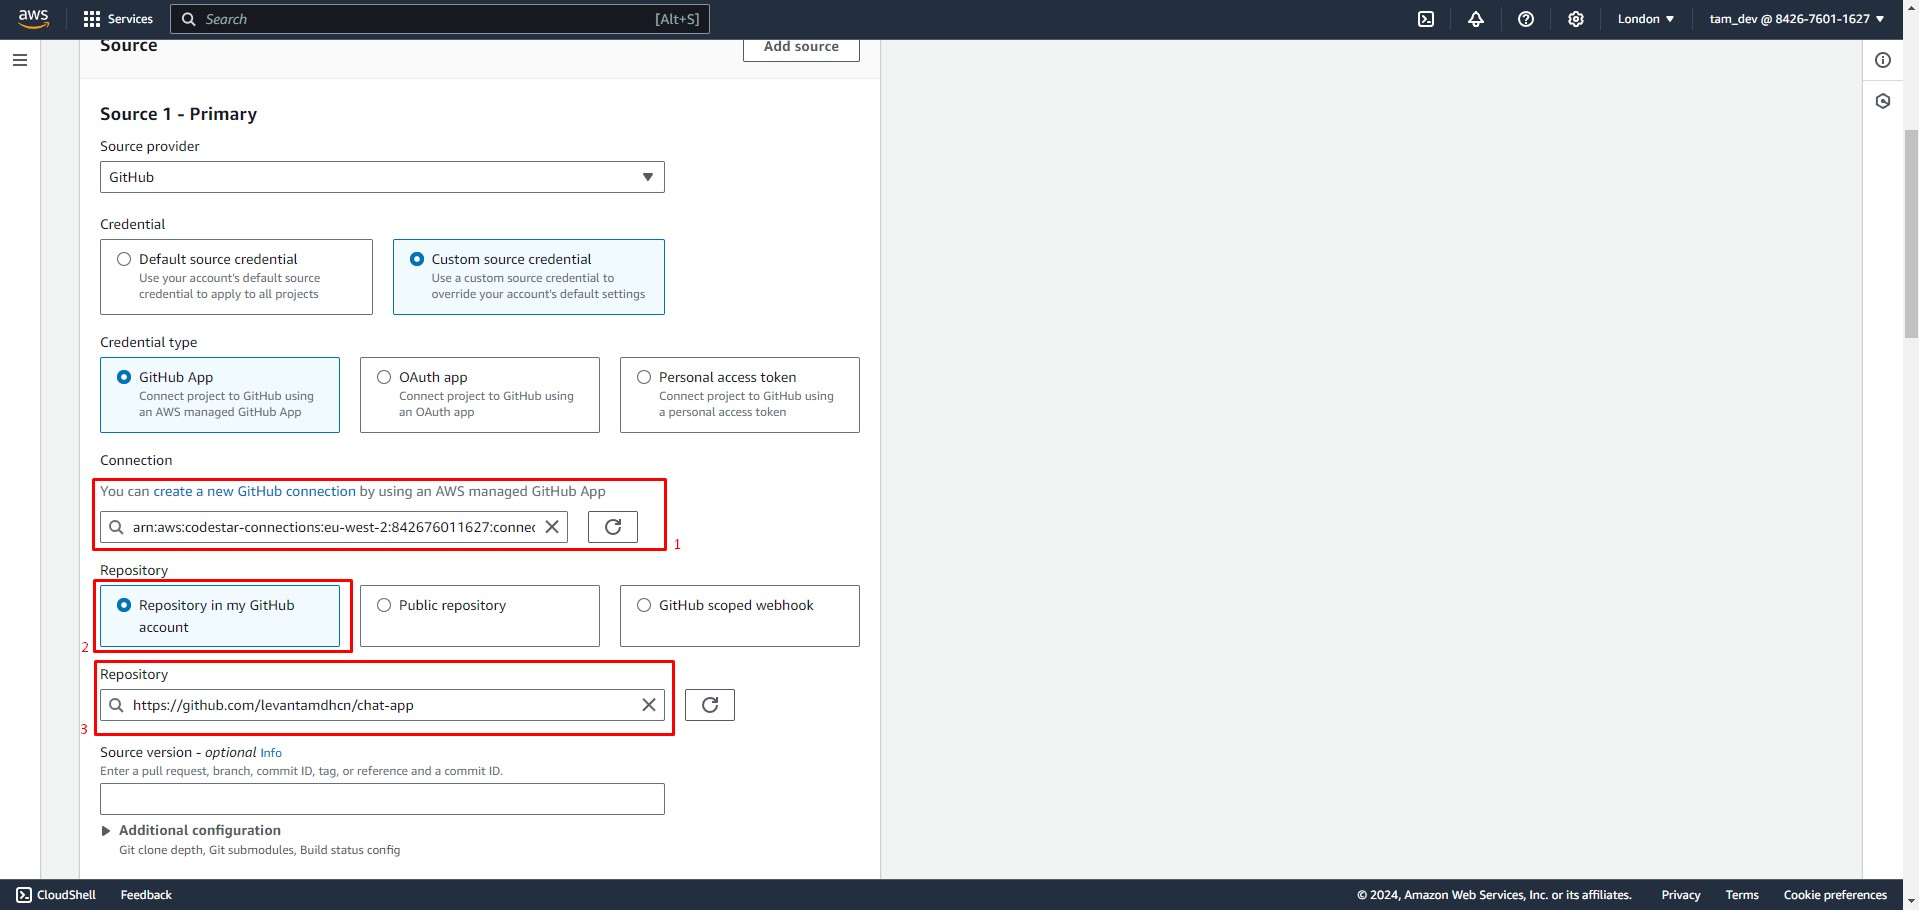 aws
Services
Search
[Alt+S]
London
tam_dev @ 8426-7601-1627
Source
Add source
Source 1 - Primary
Source provider
GitHub
Credential
Default source credential
Use your account's default source
credential to apply to all projects
Custom source credential
Use a custom source credential to
override your account's default settings
Credential type
GitHub App
Connect project to GitHub using
an AWS managed GitHub App
OAuth app
Connect project to GitHub using
an OAuth app
Personal access token
Connect project to GitHub using
a personal access token
Connection
You can create a new GitHub connection by using an AWS managed GitHub App
arn:aws:codestar-connections:eu-west-2:842676011627:connec
1
Repository
Repository in my GitHub
account
Public repository
GitHub scoped webhook
2
Repository
https://github.com/levantamdhcn/chat-app
3
Source version - optional Info
Enter a pull request, branch, commit ID, tag, or reference and a commit ID.
Additional configuration
Git clone depth, Git submodules, Build status config
CloudShell
Feedback
© 2024, Amazon Web Services, Inc. or its affiliates.
Privacy
Terms
Cookie preferences